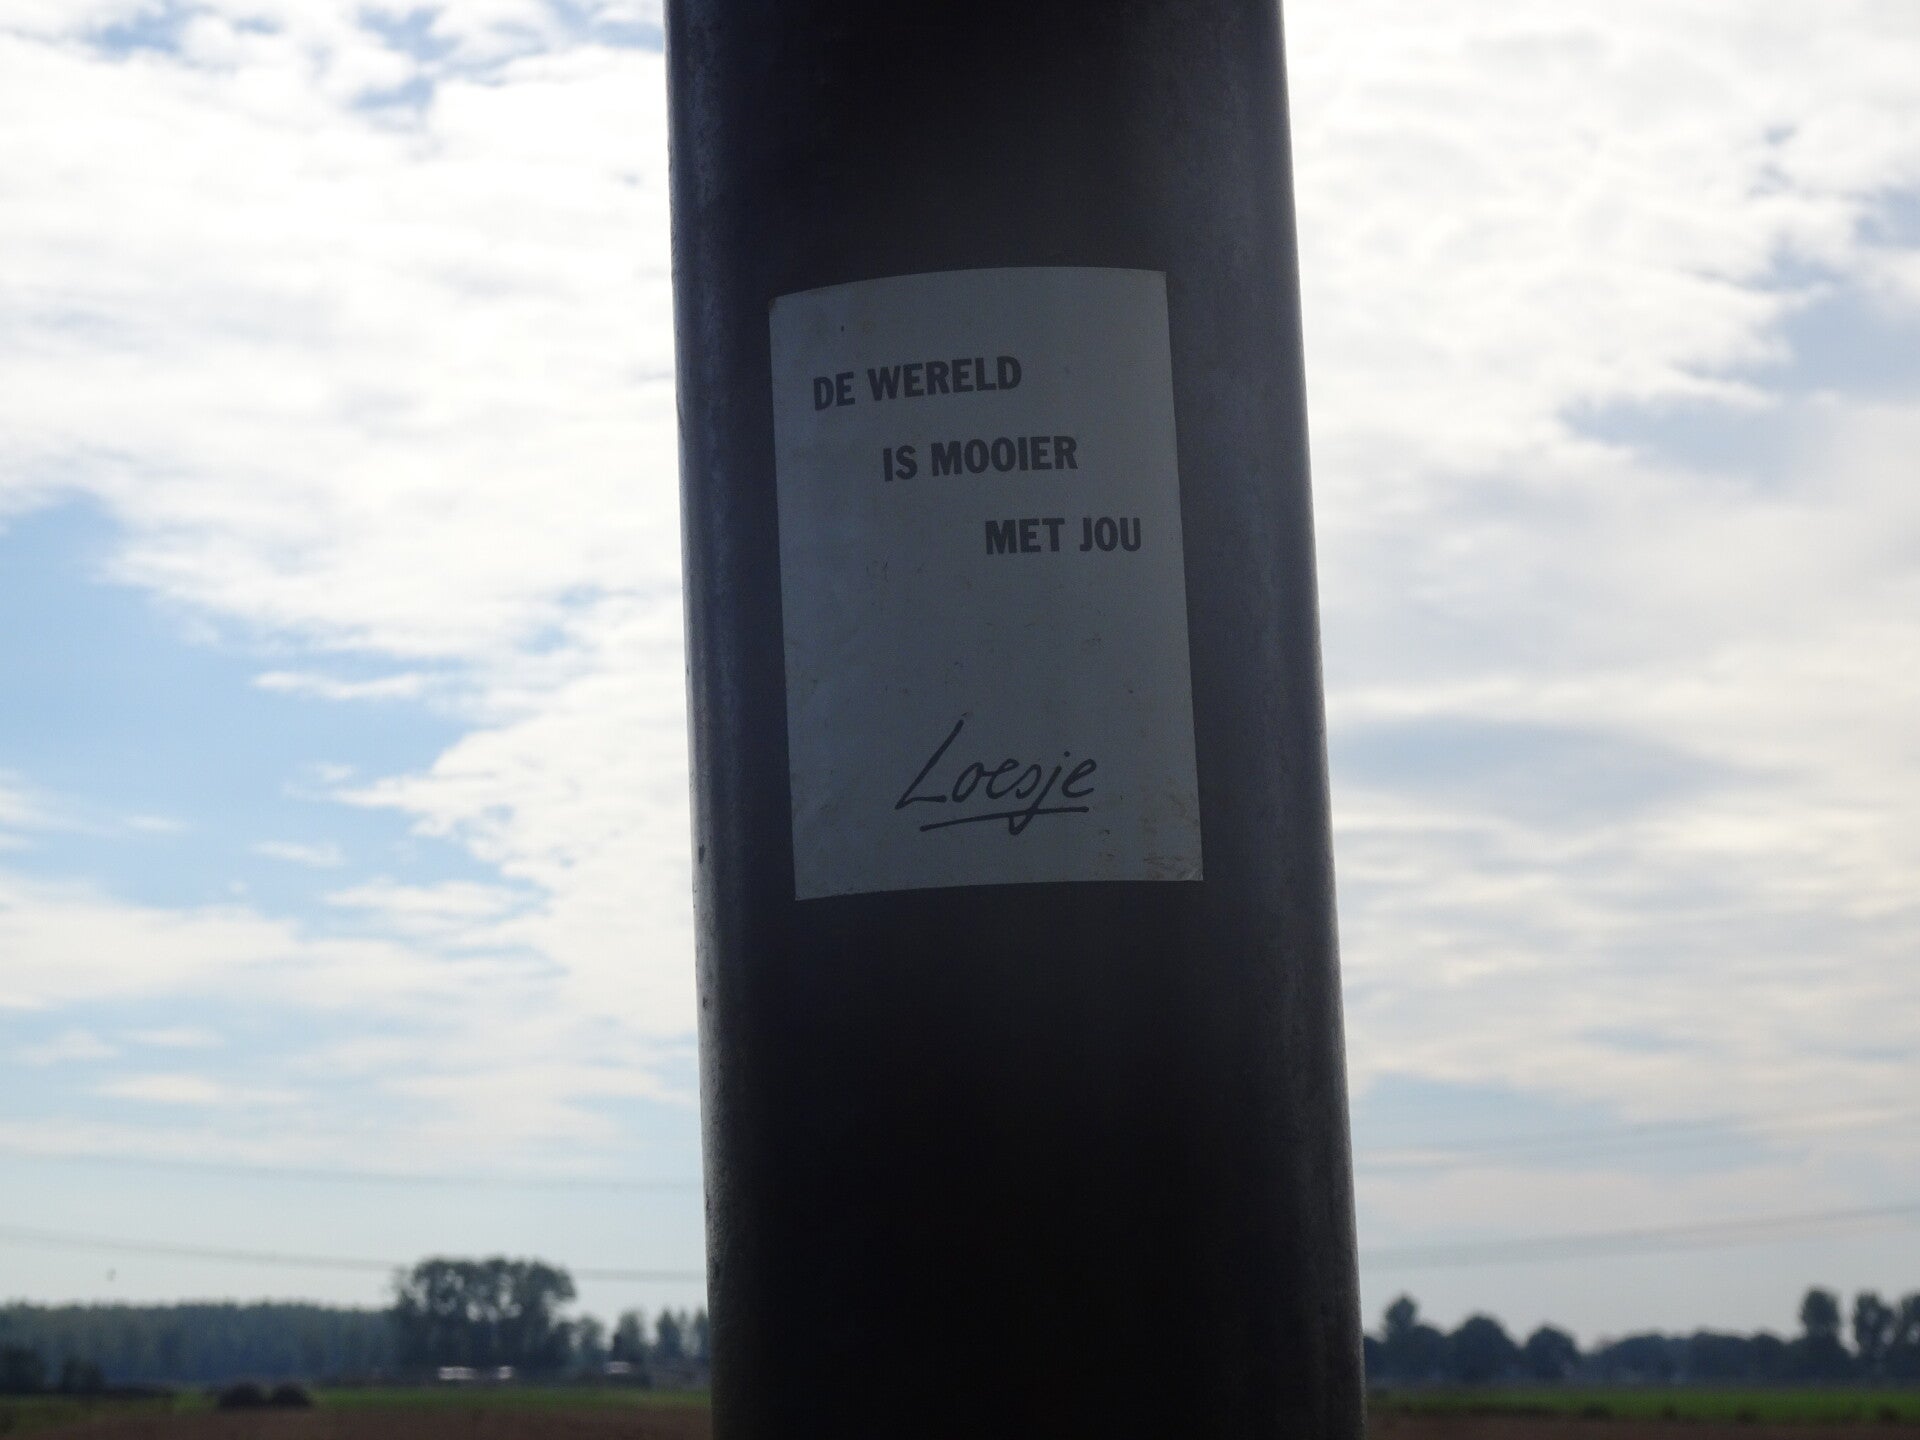 DE WERELD
IS MOOIER
MET JOU
Loesje